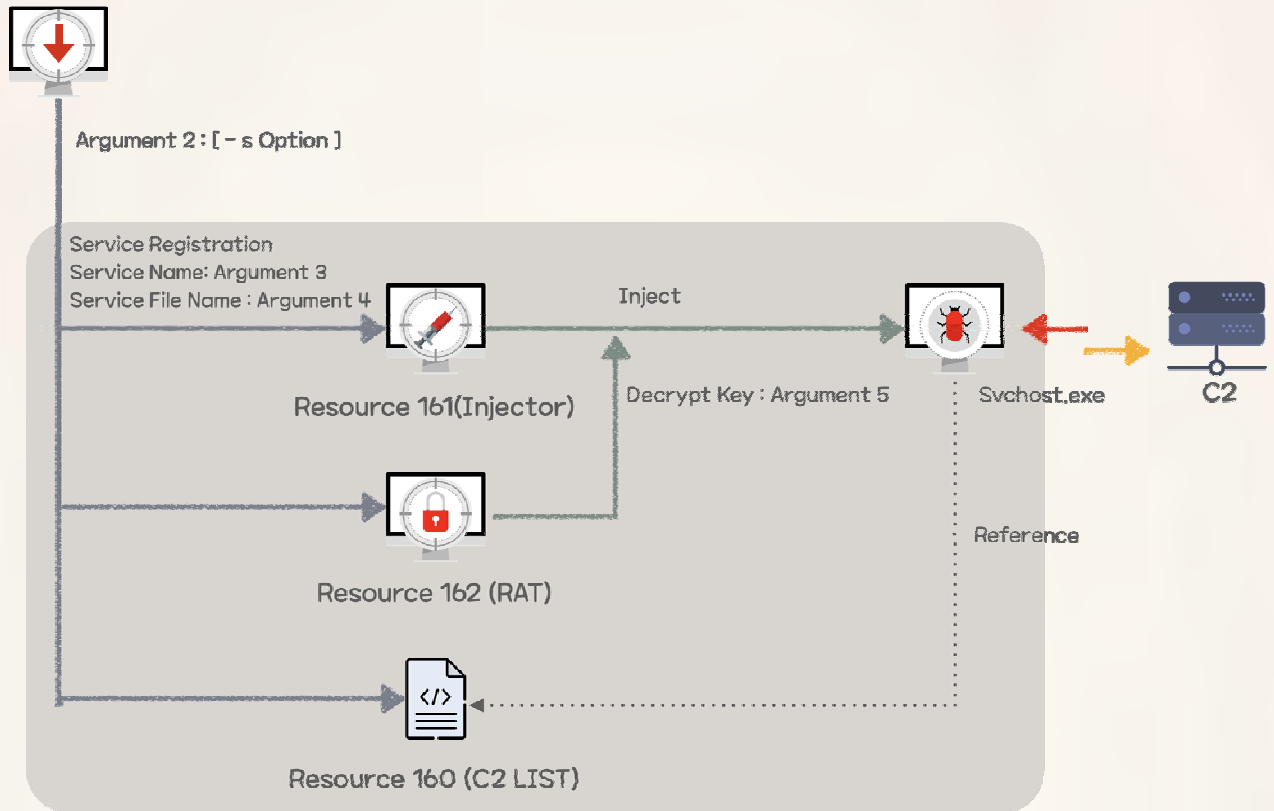 Argument 2 : [ - s Option ]
Service Registration
Service Name: Argument 3
Service File Name : Argument 4
Inject
Resource 161(Injector)
Decrypt Key : Argument 5
Svchost.exe
C2
Reference
Resource 162 (RAT)
</>
Resource 160 (C2 LIST)